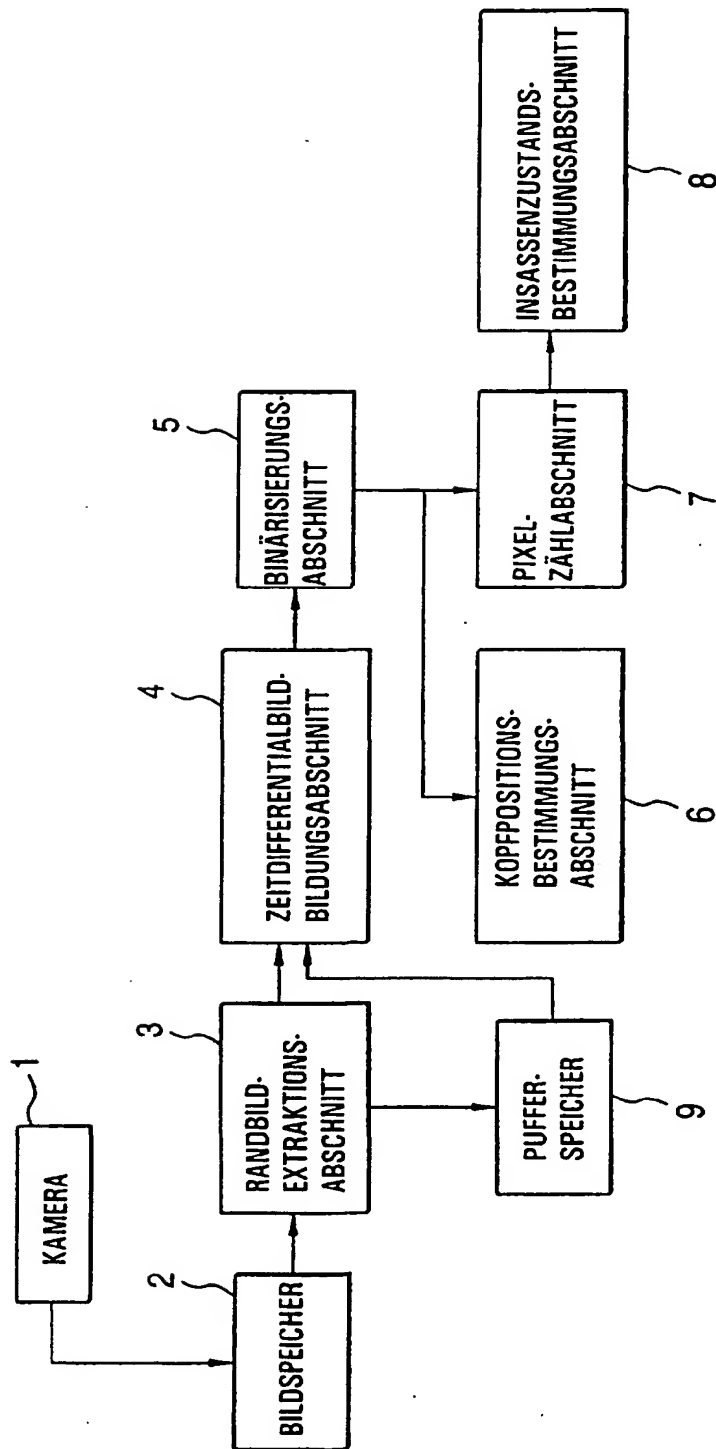 1
KAMERA
2
BILDSPEICHER
3
RANDBILD-
EXTRAKTIONS-
ABSCHNITT
4
ZEITDIFFERENTIALBILD-
BILDUNGSABSCHNITT
5
BINÄRISIERUNGS-
ABSCHNITT
PUFFER-
SPEICHER
9
KOPFPOSITIONS-
BESTIMMUNGS-
ABSCHNITT
6
PIXEL-
ZÄHLABSCHNITT
7
INSASSENZUSTANDS-
BESTIMMUNGSABSCHNITT
8